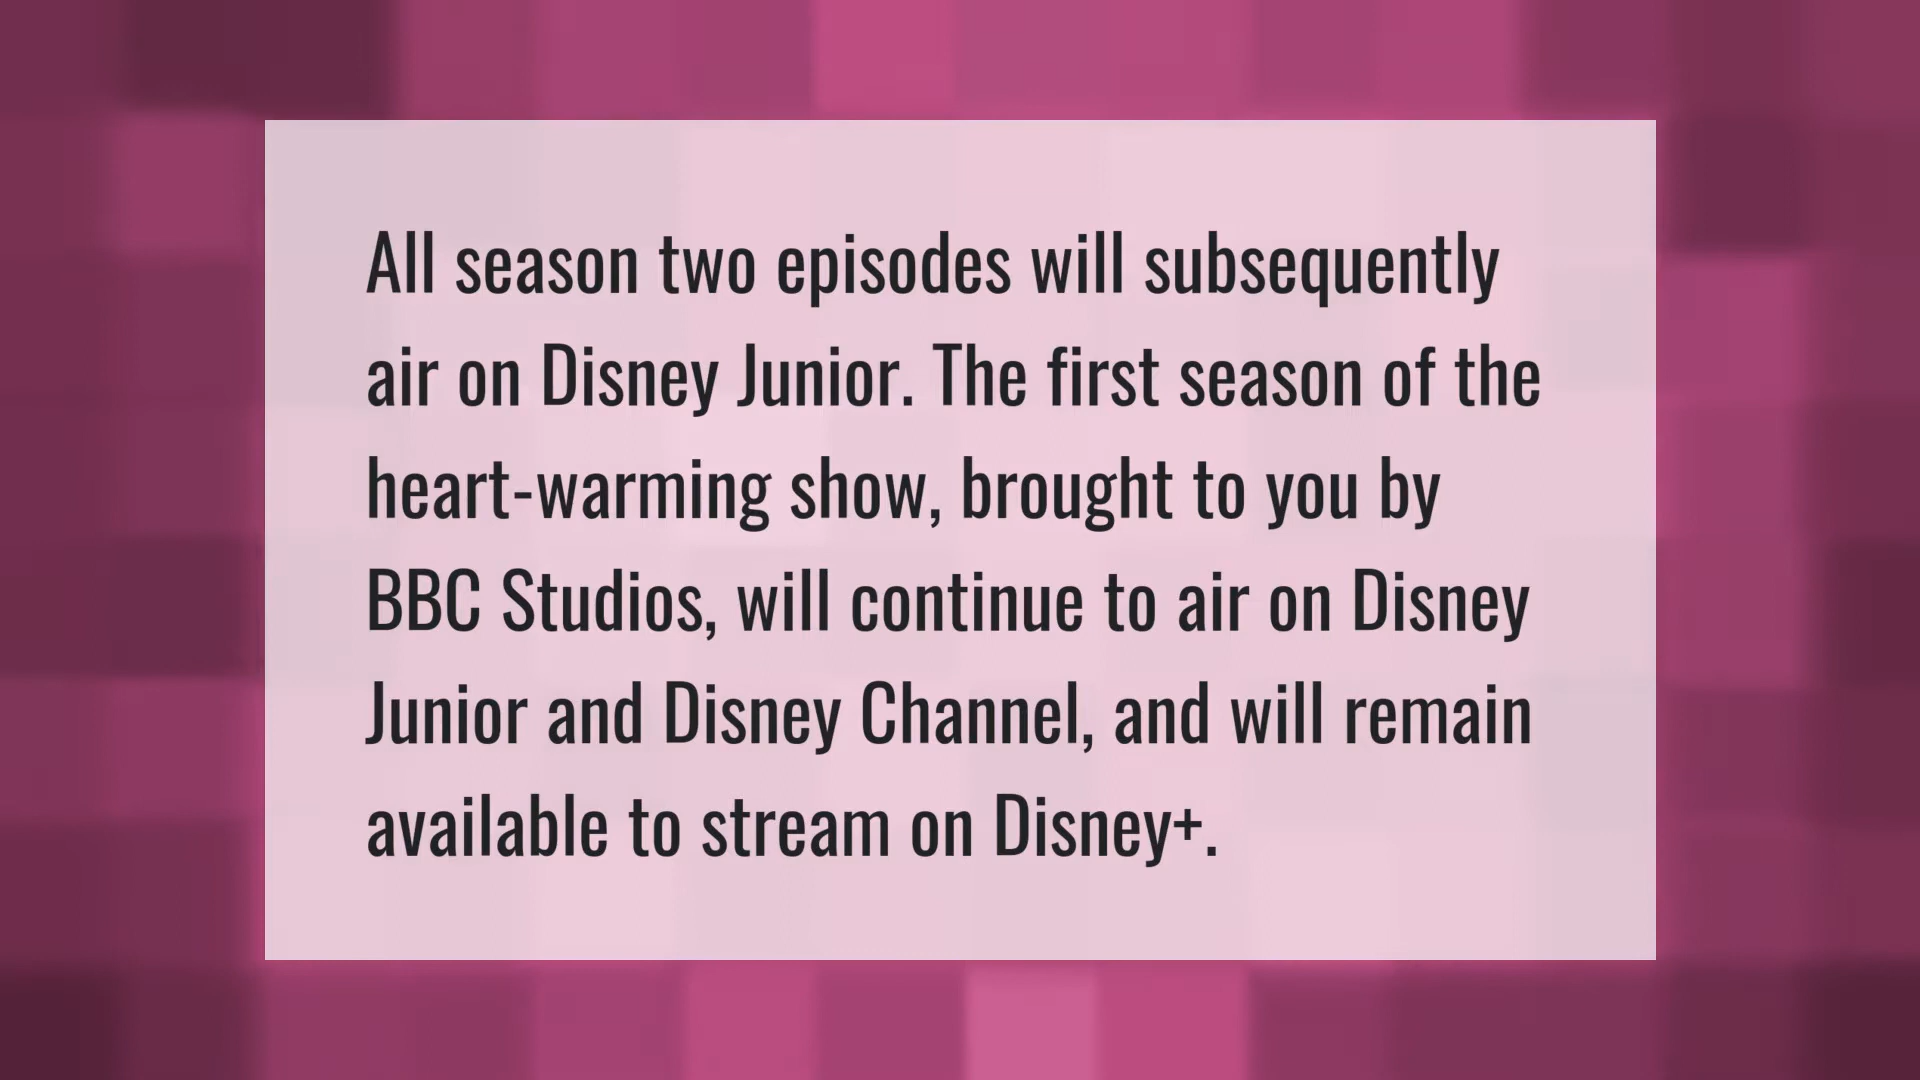 All season two episodes will subsequently
air on Disney Junior. The first season of the
heart-warming show, brought to you by
BBC Studios, will continue to air on Disney
Junior and Disney Channel, and will remain
available to stream on Disney+.